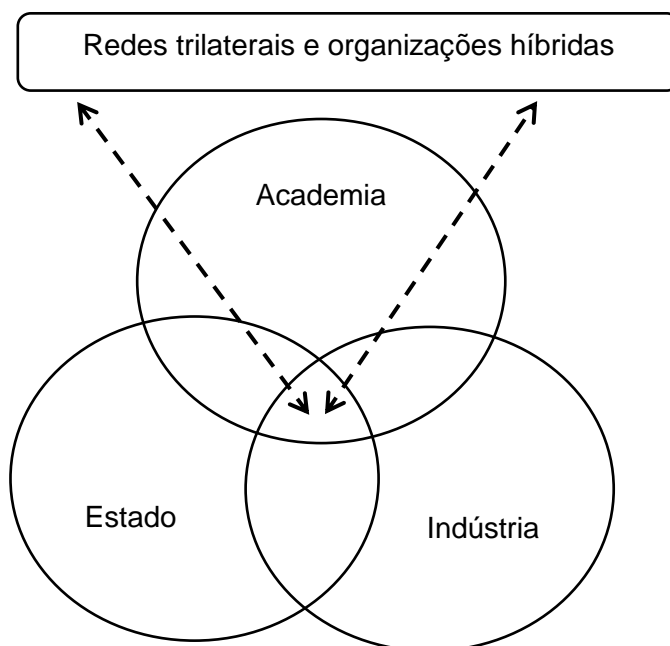 Redes trilaterais e organizações híbridas
Academia
Estado
Indústria